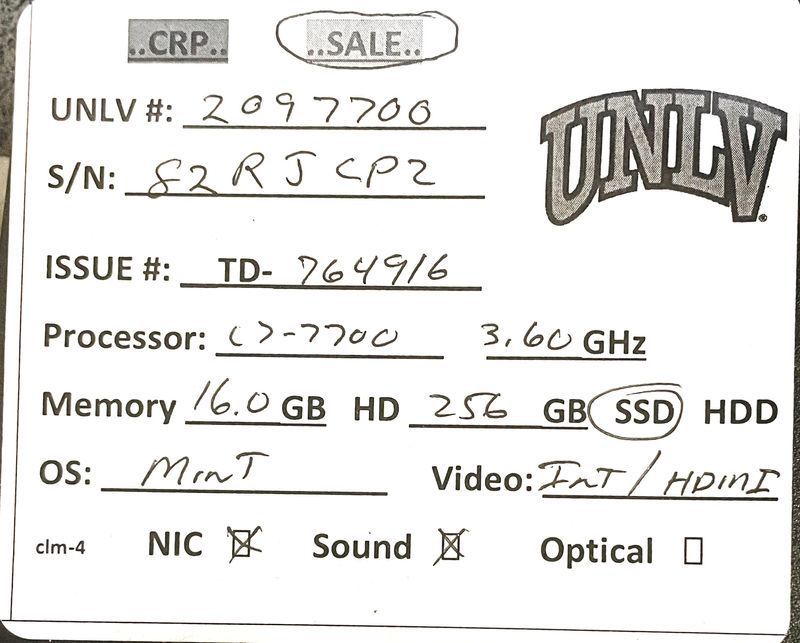 ..CRP.. ..SALE..
UNLV #: 2097700
UNLV
S/N: 82RJCP2
ISSUE #: TD- 764916
Processor: i7-7700 3.60 GHz
Memory 16.0 GB HD 256 GB SSD HDD
OS: MINT Video: INT / HDMI
clm-4 NIC ☒ Sound ☒ Optical ☐